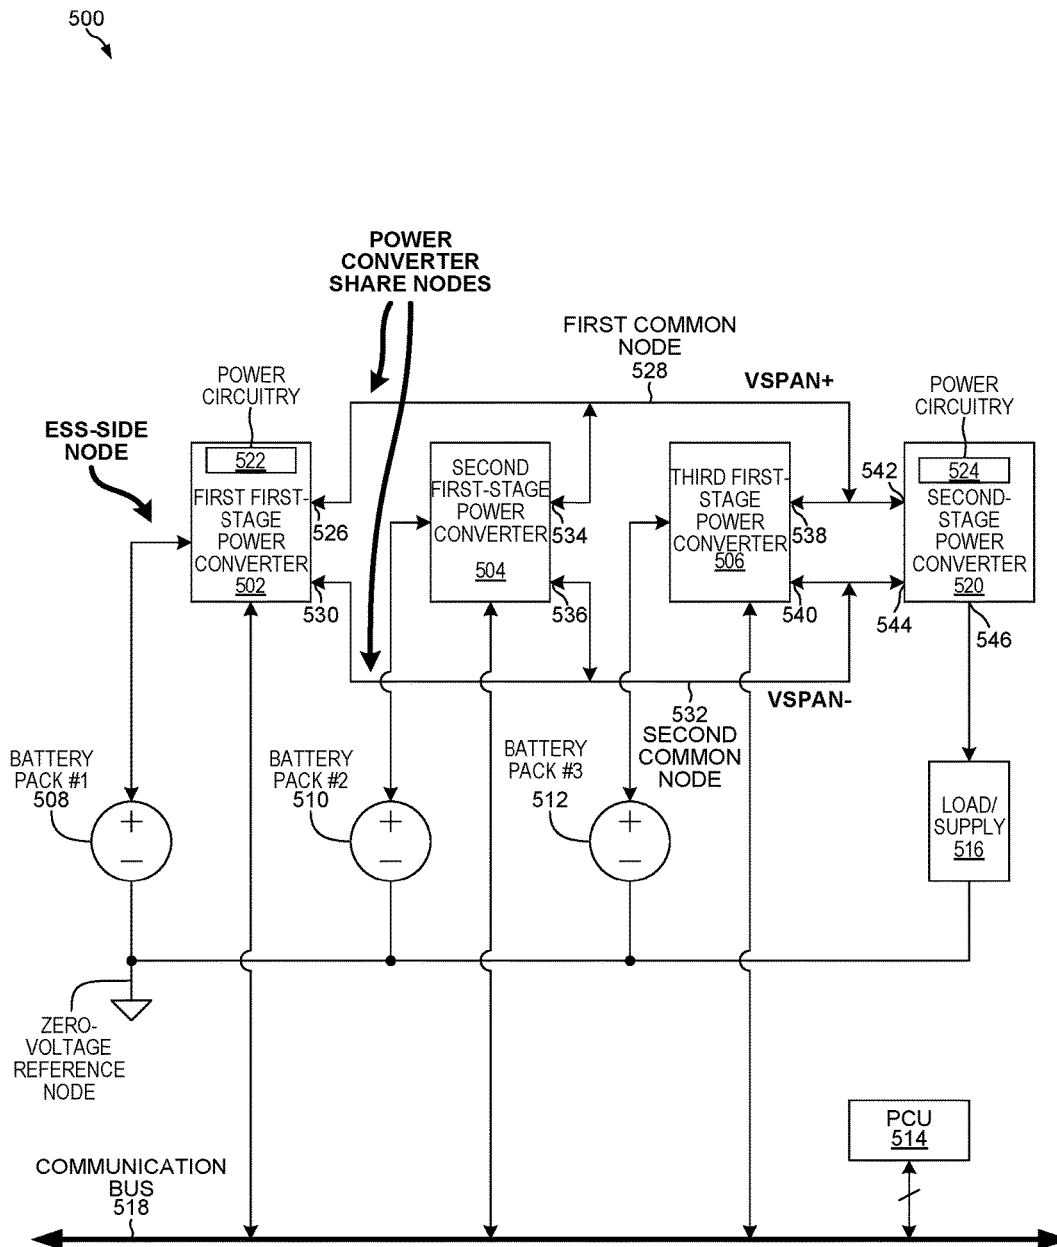 500
POWER
CONVERTER
SHARE NODES
FIRST COMMON
NODE
528
VSPAN+
POWER
CIRCUITRY
POWER
CIRCUITRY
ESS-SIDE
NODE
522
FIRST FIRST-
STAGE
POWER
CONVERTER
502
526
530
SECOND
FIRST-STAGE
POWER
CONVERTER
504
534
536
THIRD FIRST-
STAGE
POWER
CONVERTER
506
538
540
542
544
524
SECOND-
STAGE
POWER
CONVERTER
520
546
VSPAN-
532
SECOND
COMMON
NODE
BATTERY
PACK #1
508
BATTERY
PACK #2
510
BATTERY
PACK #3
512
+
−
+
−
+
−
LOAD/
SUPPLY
516
ZERO-
VOLTAGE
REFERENCE
NODE
PCU
514
COMMUNICATION
BUS
518